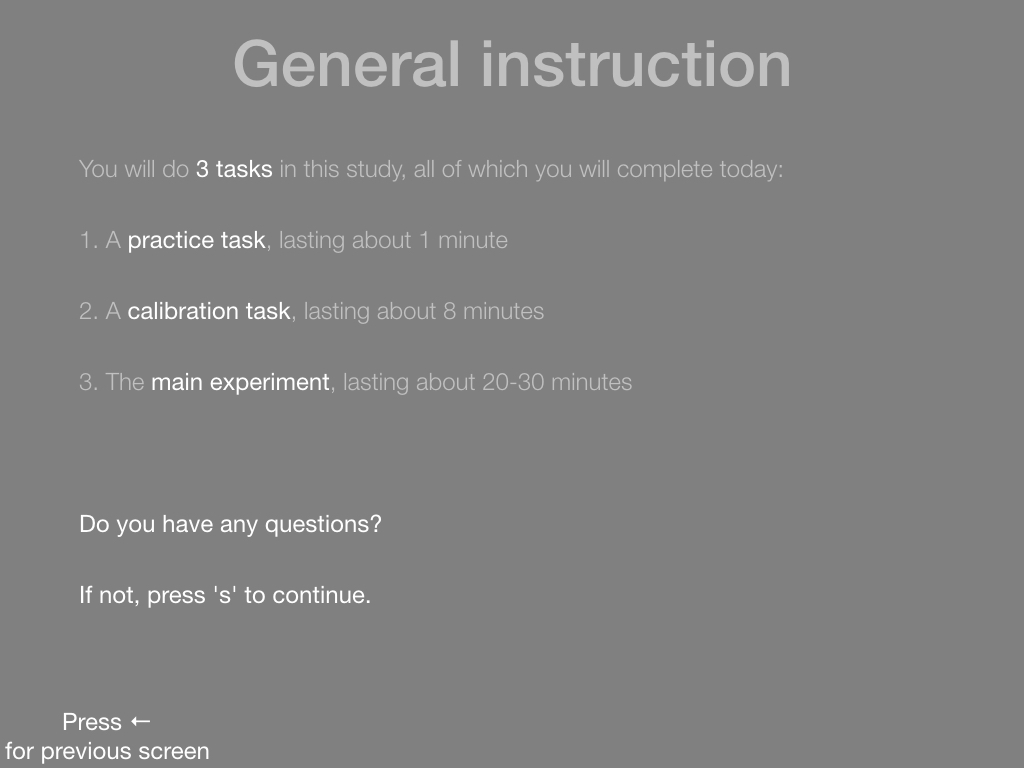 General instruction
You will do 3 tasks in this study, all of which you will complete today:
1. A practice task, lasting about 1 minute
2. A calibration task, lasting about 8 minutes
3. The main experiment, lasting about 20-30 minutes
Do you have any questions?
If not, press 's' to continue.
Press ←
for previous screen